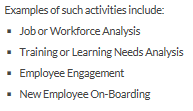 Examples of such activities include:
▪ Job or Workforce Analysis
▪ Training or Learning Needs Analysis
▪ Employee Engagement
▪ New Employee On-Boarding